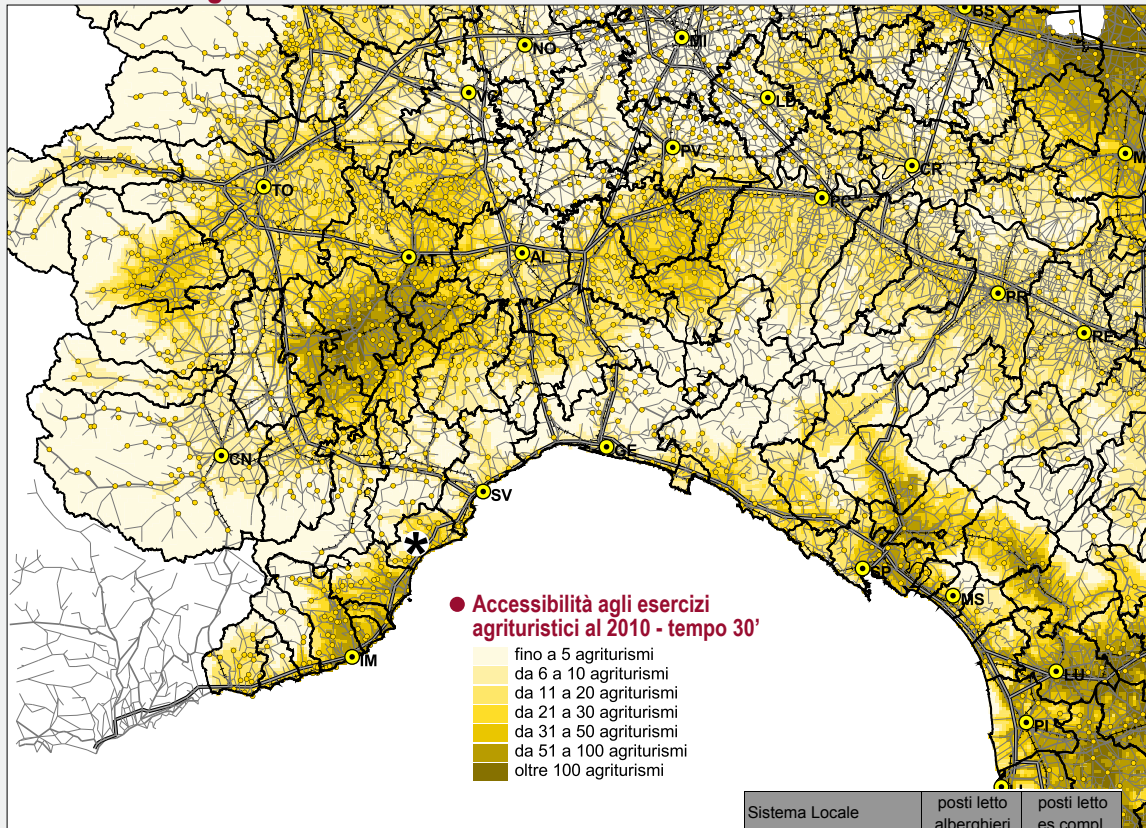 BS
NO
MI
VC
LD
PV
CR
TO
PC
AT
AL
PR
RE
CN
GE
SV
*
SP
MS
IM
LU
PI
Accessibilità agli esercizi
agrituristici al 2010 - tempo 30’
fino a 5 agriturismi
da 6 a 10 agriturismi
da 11 a 20 agriturismi
da 21 a 30 agriturismi
da 31 a 50 agriturismi
da 51 a 100 agriturismi
oltre 100 agriturismi
Sistema Locale
posti letto
alberghieri
posti letto
es.compl.